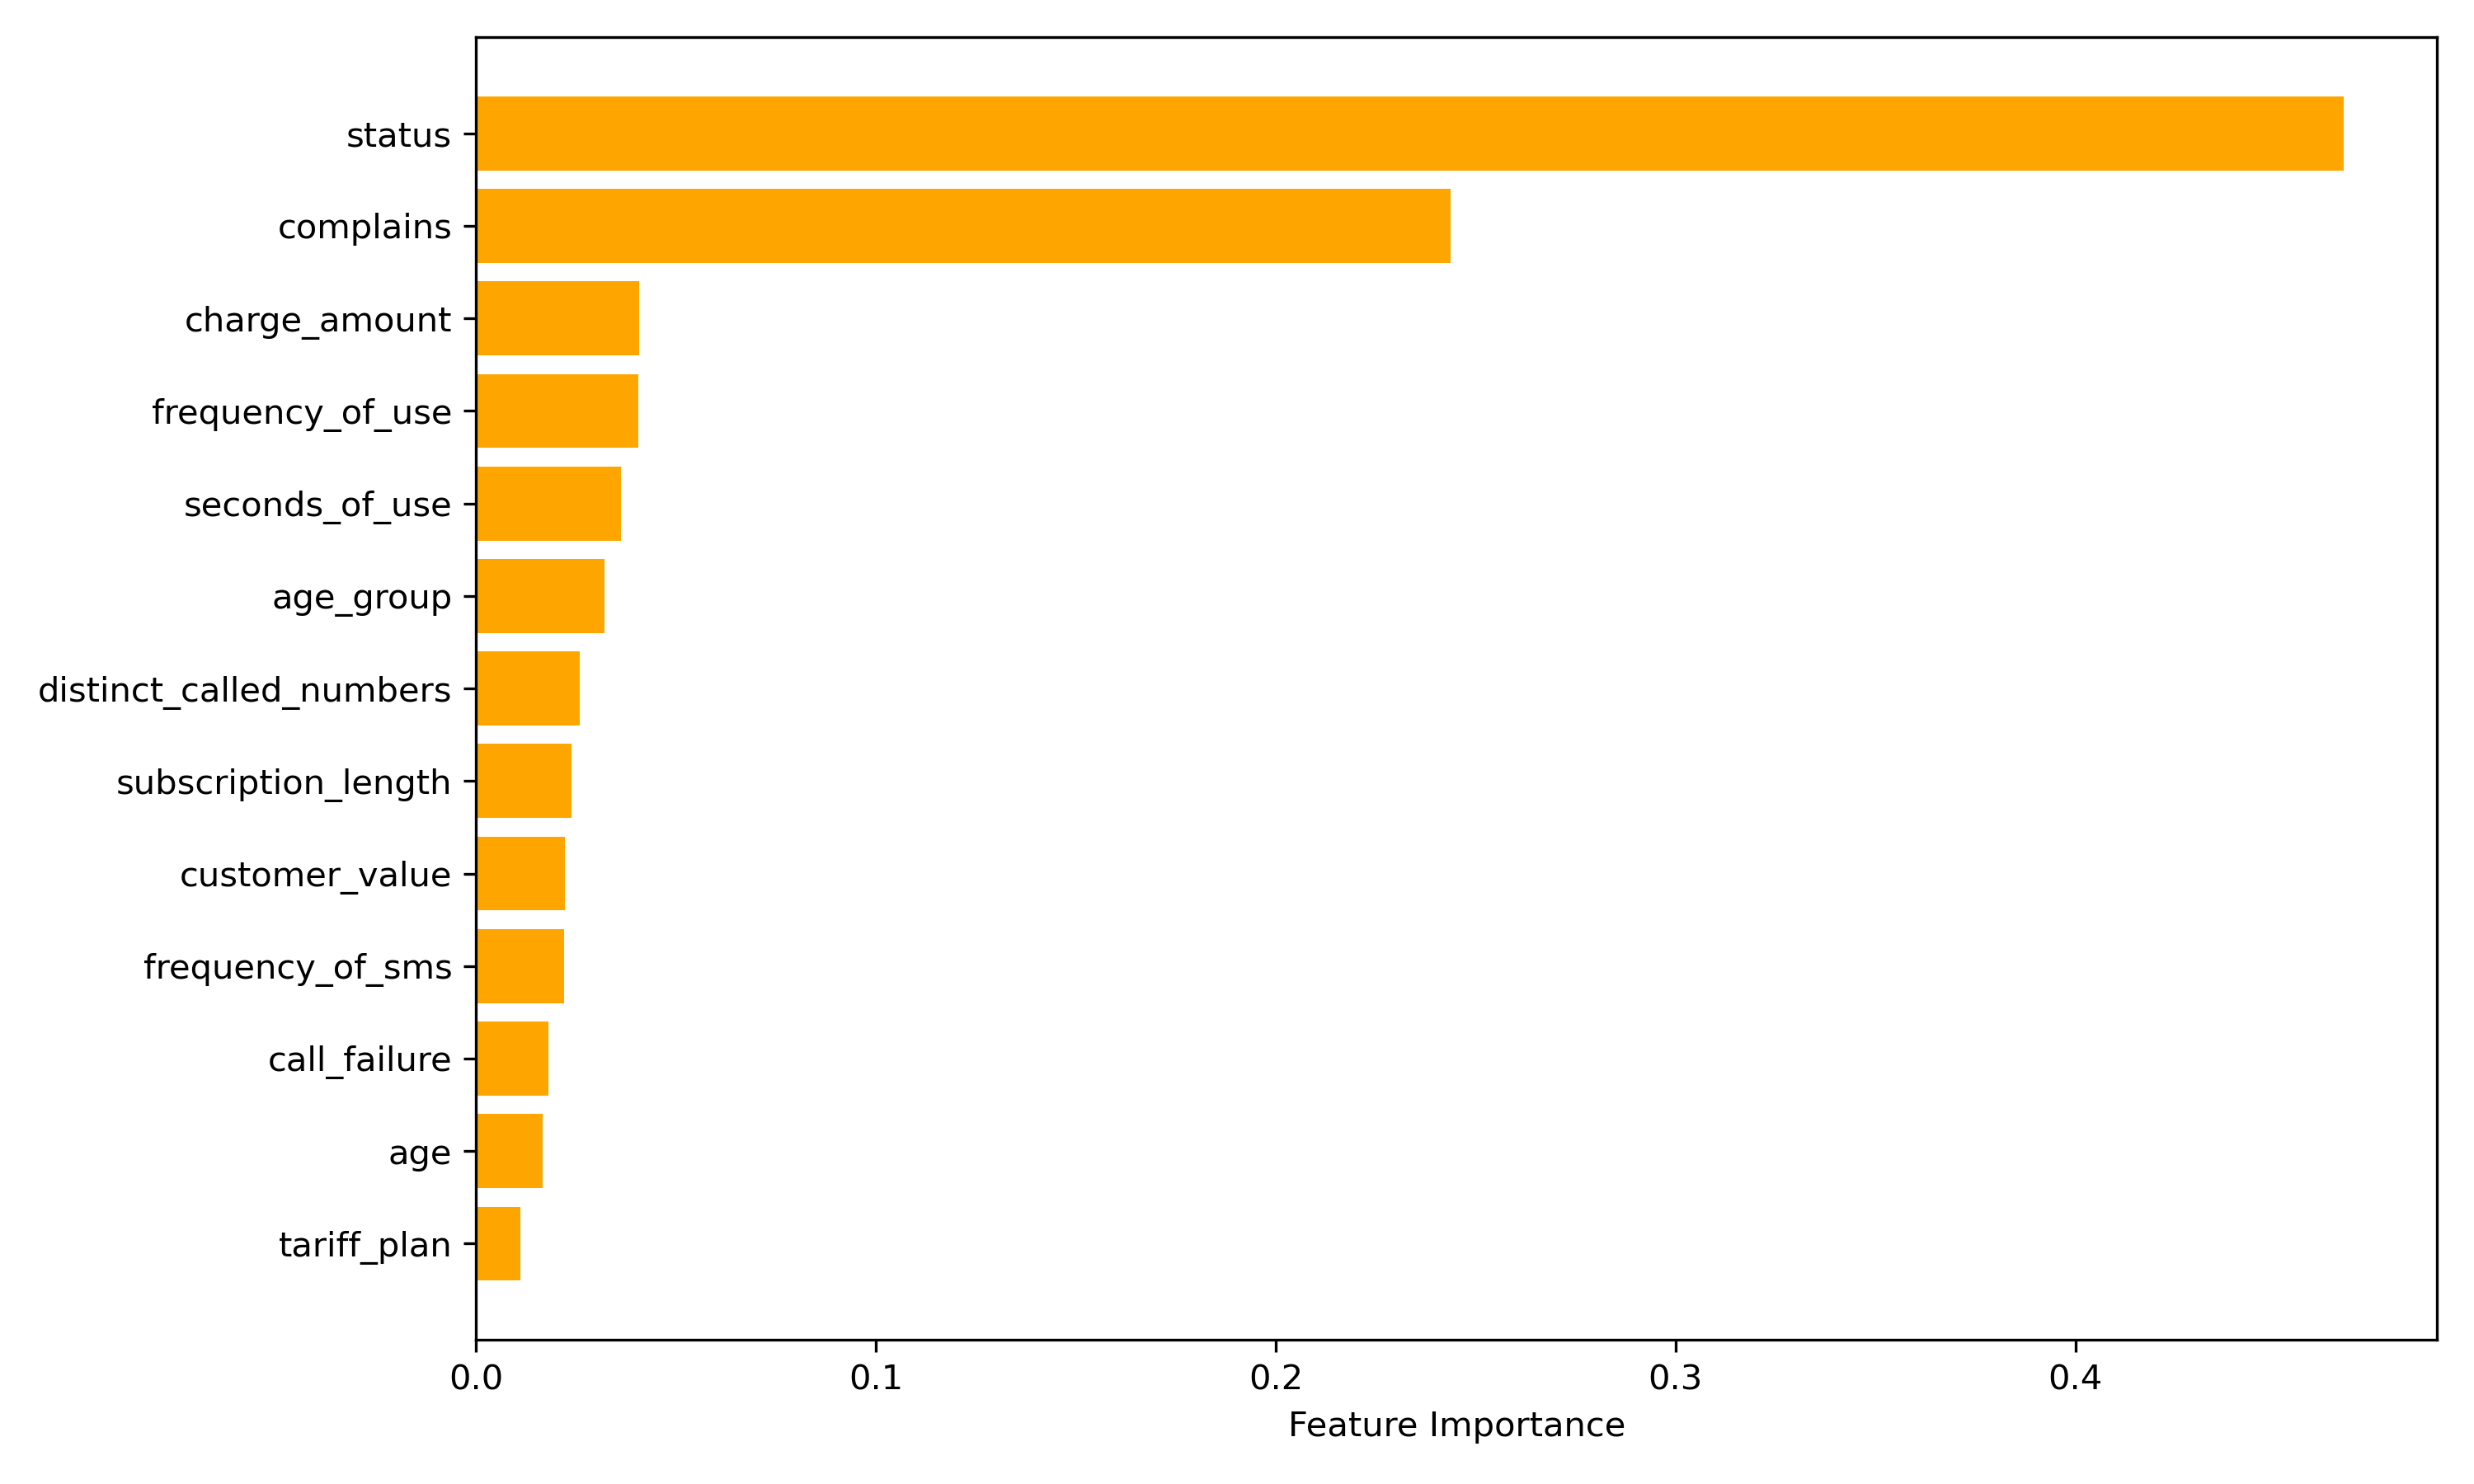 status
complains
charge_amount
frequency_of_use
seconds_of_use
age_group
distinct_called_numbers
subscription_length
customer_value
frequency_of_sms
call_failure
age
tariff_plan
0.0 0.1 0.2 0.3 0.4
Feature Importance